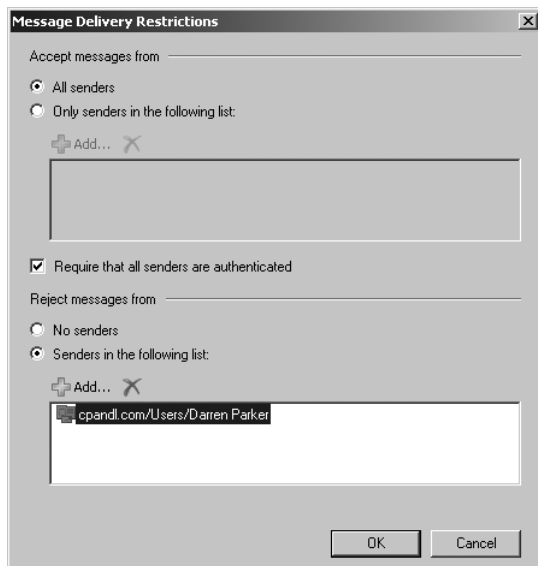 Message Delivery Restrictions
Accept messages from
All senders
Only senders in the following list:
Add...
Require that all senders are authenticated
Reject messages from
No senders
Senders in the following list:
Add...
cpandl.com/Users/Darren Parker
OK Cancel